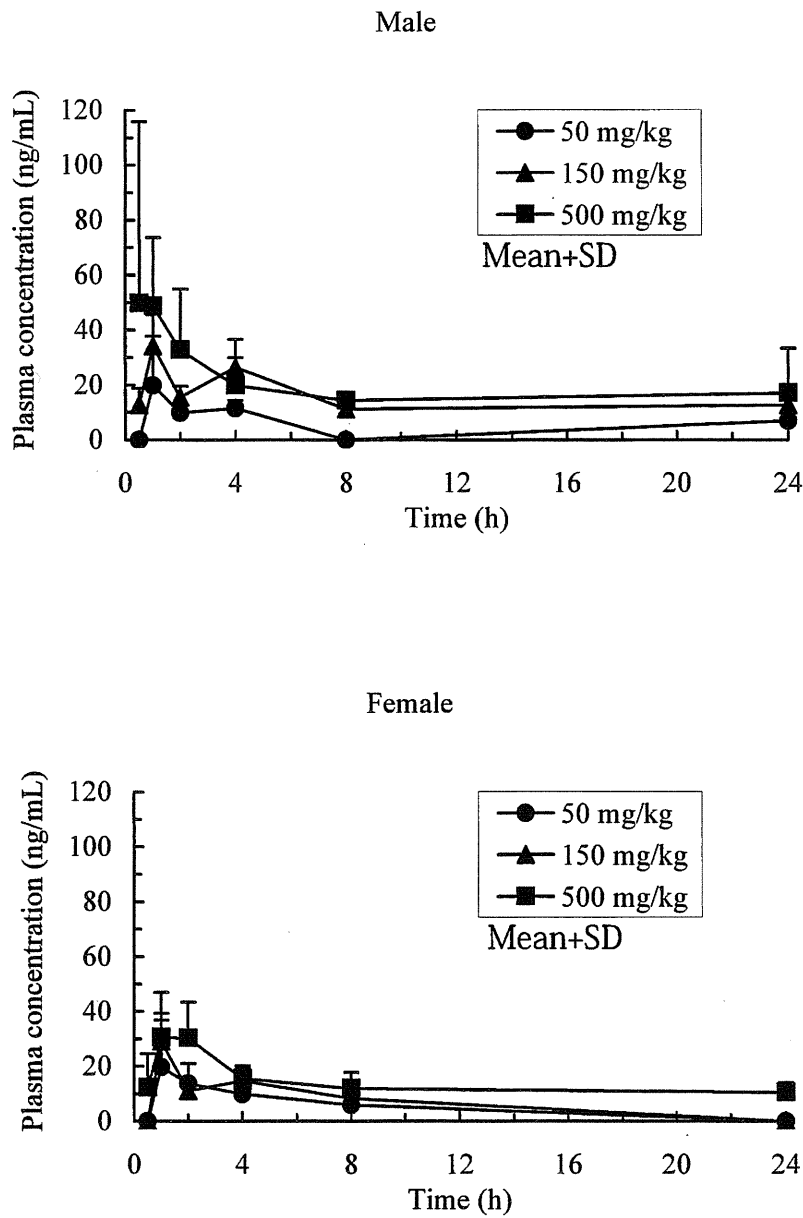 Male
Plasma concentration (ng/mL)
120
100
80
60
40
20
0
50 mg/kg
150 mg/kg
500 mg/kg
Mean+SD
0 4 8 12 16 20 24
Time (h)
Female
Plasma concentration (ng/mL)
120
100
80
60
40
20
0
50 mg/kg
150 mg/kg
500 mg/kg
Mean+SD
0 4 8 12 16 20 24
Time (h)